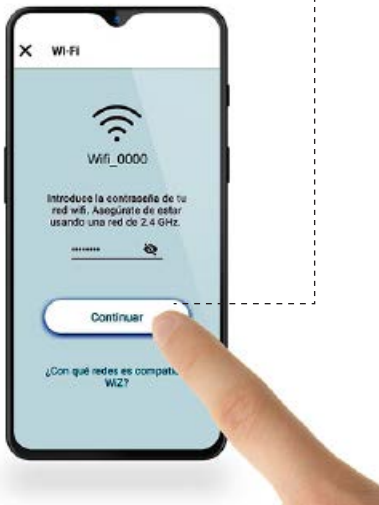 Wi-Fi
Wifi_0000
Introduce la contraseña de tu
red wifi. Asegúrate de estar
usando una red de 2.4 GHz.
Continuar
¿Con qué redes es
WiZ?